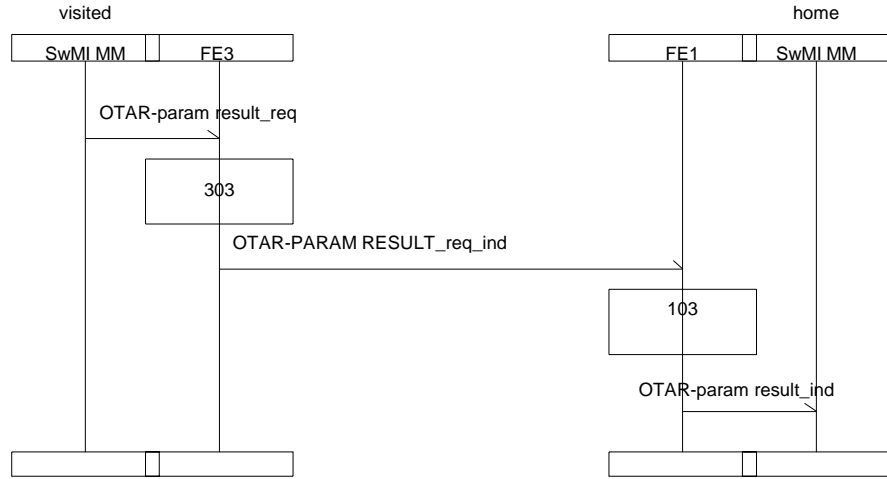 visited
home
SwMI MM
FE3
FE1
SwMI MM
OTAR-param result_req
303
OTAR-PARAM RESULT_req_ind
103
OTAR-param result_ind